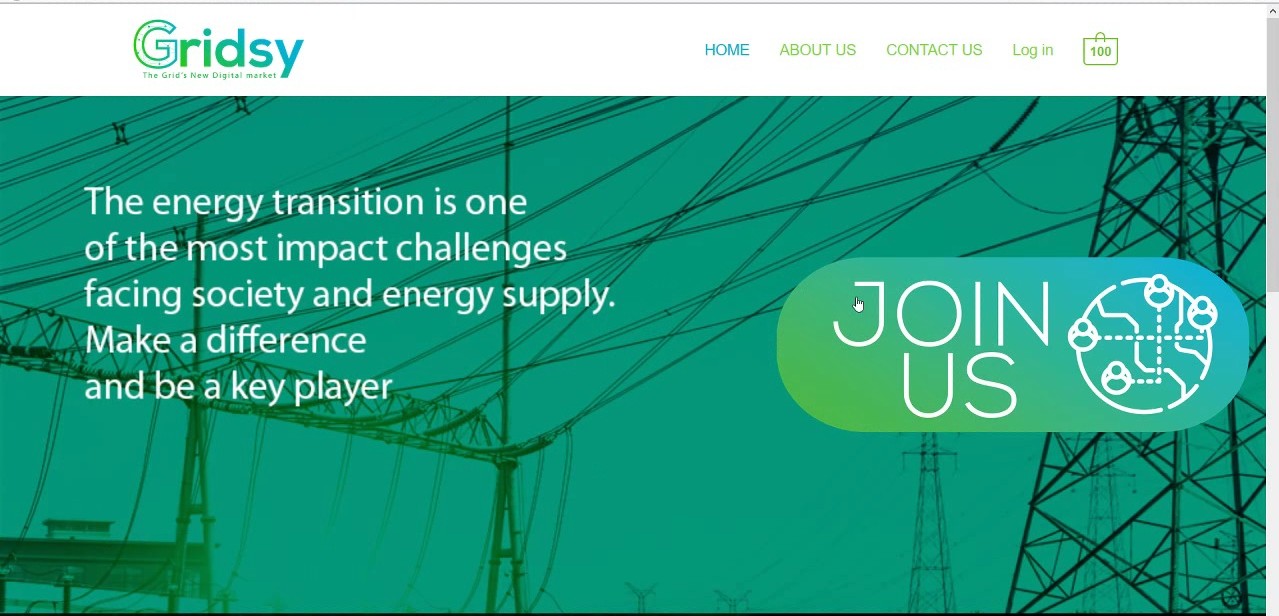 Gridsy
The Grid's New Digital market
HOME
ABOUT US
CONTACT US
Log in
100
The energy transition is one
of the most impact challenges
facing society and energy supply.
Make a difference
and be a key player
JOIN
US